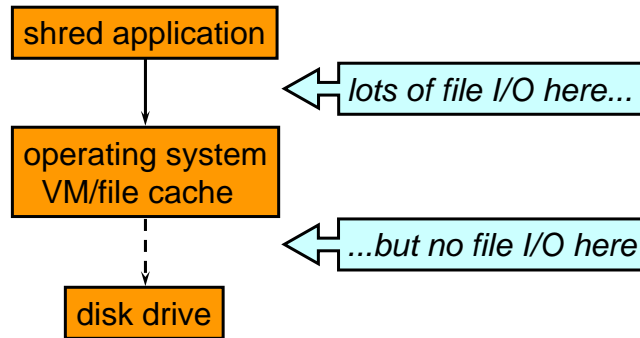 shred application
lots of file I/O here...
operating system
VM/file cache
...but no file I/O here
disk drive